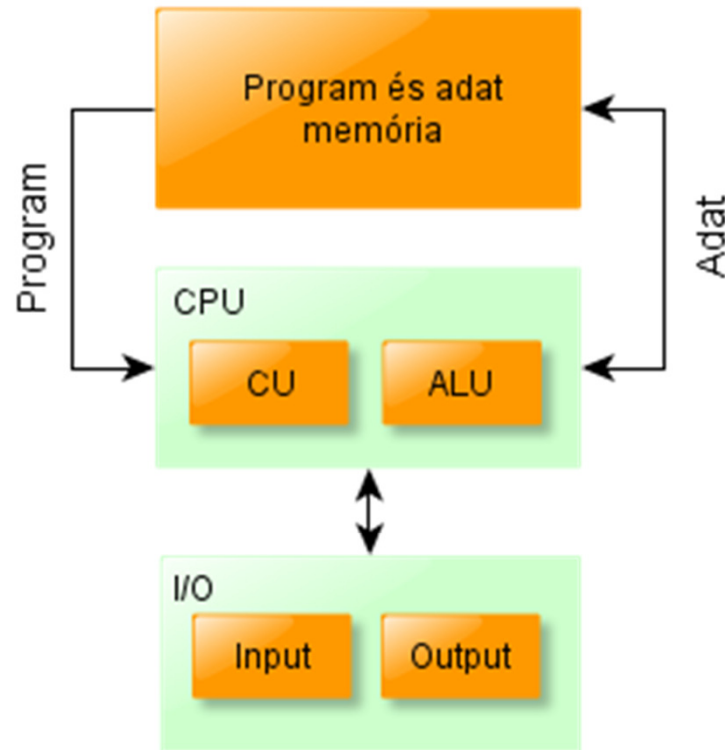 Program és adat
memória
Program
Adat
CPU
CU
ALU
I/O
Input
Output